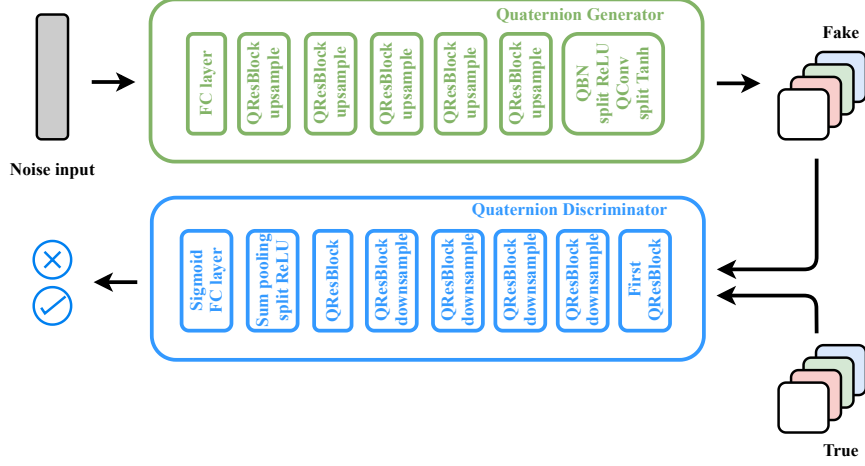 Quaternion Generator
Fake
FC layer
QResBlock
upsample
QResBlock
upsample
QResBlock
upsample
QResBlock
upsample
QResBlock
upsample
QBN
split ReLU
QConv
split Tanh
Noise input
Quaternion Discriminator
Sigmoid
FC layer
Sum pooling
split ReLU
QResBlock
QResBlock
downsample
QResBlock
downsample
QResBlock
downsample
QResBlock
downsample
First
QResBlock
True